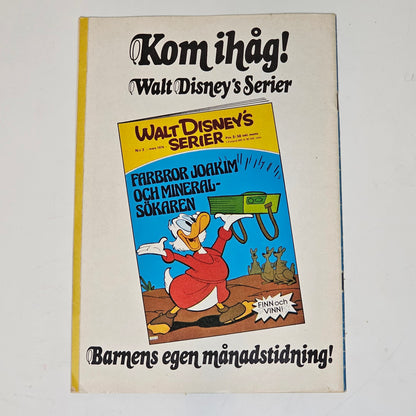 Kom ihåg!
Walt Disney's Serier
WALT DISNEY'S
SERIER
FARBROR JOAKIM
OCH MINERAL-
SÖKAREN
FINN och
VINN!
Barnens egen månadstidning!